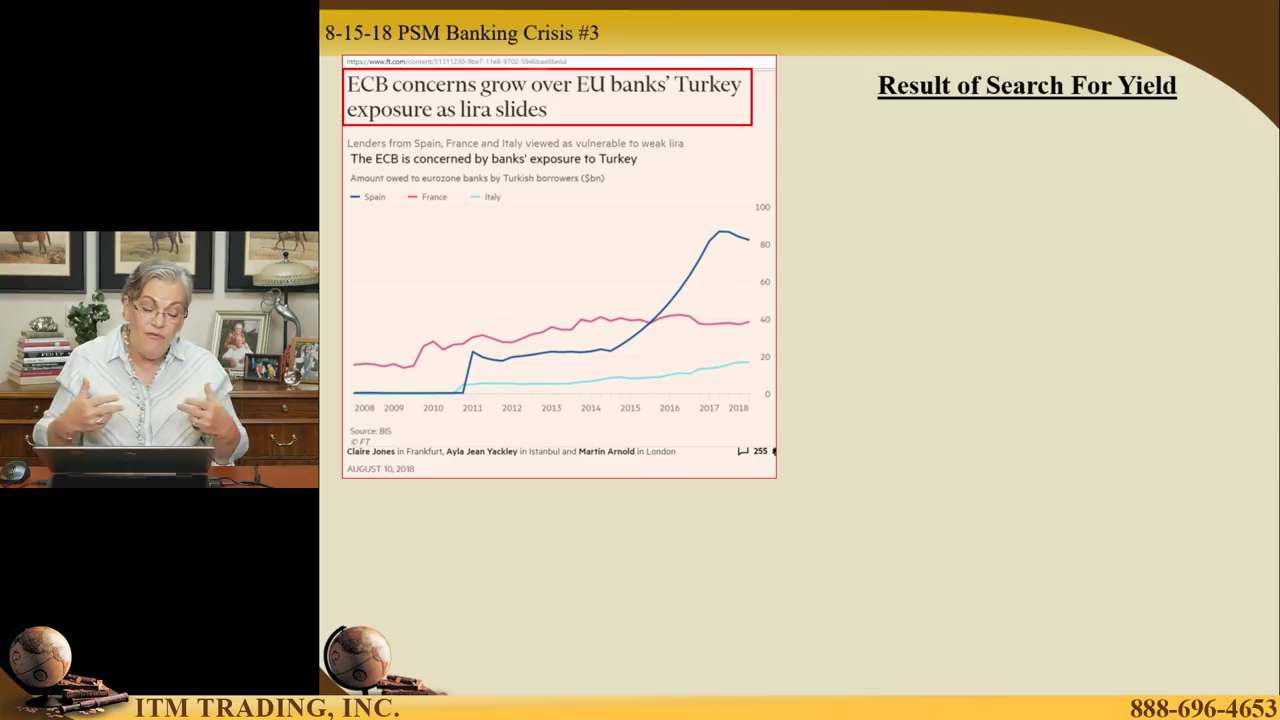 8-15-18 PSM Banking Crisis #3
https://www.ft.com/content/51311230-9be7-11e8-9702-5946bae86e6d
ECB concerns grow over EU banks' Turkey
exposure as lira slides
Result of Search For Yield
Lenders from Spain, France and Italy viewed as vulnerable to weak lira
The ECB is concerned by banks' exposure to Turkey
Amount owed to eurozone banks by Turkish borrowers ($bn)
Spain France Italy
100
80
60
40
20
0
2008 2009 2010 2011 2012 2013 2014 2015 2016 2017 2018
Source: BIS
© FT
Claire Jones in Frankfurt, Ayla Jean Yackley in Istanbul and Martin Arnold in London
255
AUGUST 10, 2018
ITM TRADING, INC.
888-696-4653